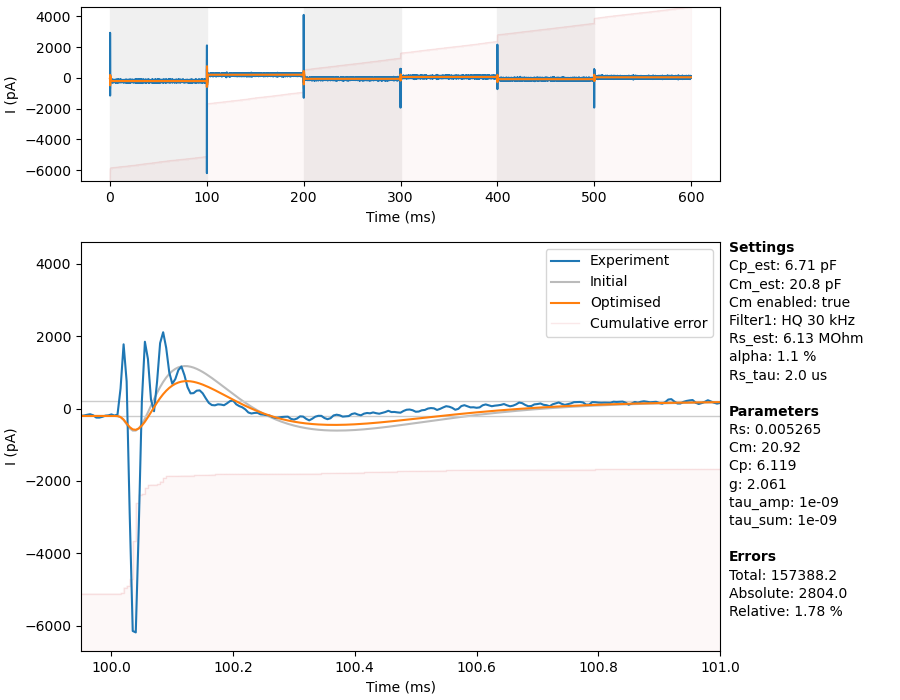 4000
2000
0
−2000
−4000
−6000
I (pA)
0 100 200 300 400 500 600
Time (ms)
4000
2000
0
−2000
−4000
−6000
I (pA)
100.0 100.2 100.4 100.6 100.8 101.0
Time (ms)
Experiment
Initial
Optimised
Cumulative error
Settings
Cp_est: 6.71 pF
Cm_est: 20.8 pF
Cm enabled: true
Filter1: HQ 30 kHz
Rs_est: 6.13 MOhm
alpha: 1.1 %
Rs_tau: 2.0 us
Parameters
Rs: 0.005265
Cm: 20.92
Cp: 6.119
g: 2.061
tau_amp: 1e-09
tau_sum: 1e-09
Errors
Total: 157388.2
Absolute: 2804.0
Relative: 1.78 %